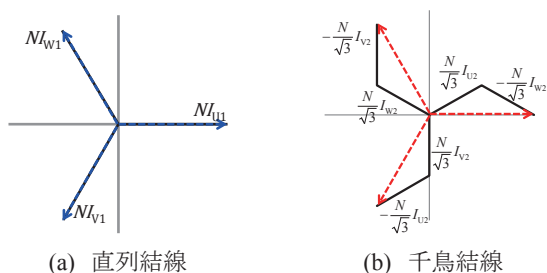 NI_W1
NI_U1
NI_V1
(a) 直列結線
-N/√3 I_V2
N/√3 I_U2
-N/√3 I_W2
N/√3 I_W2
N/√3 I_V2
-N/√3 I_U2
(b) 千鳥結線